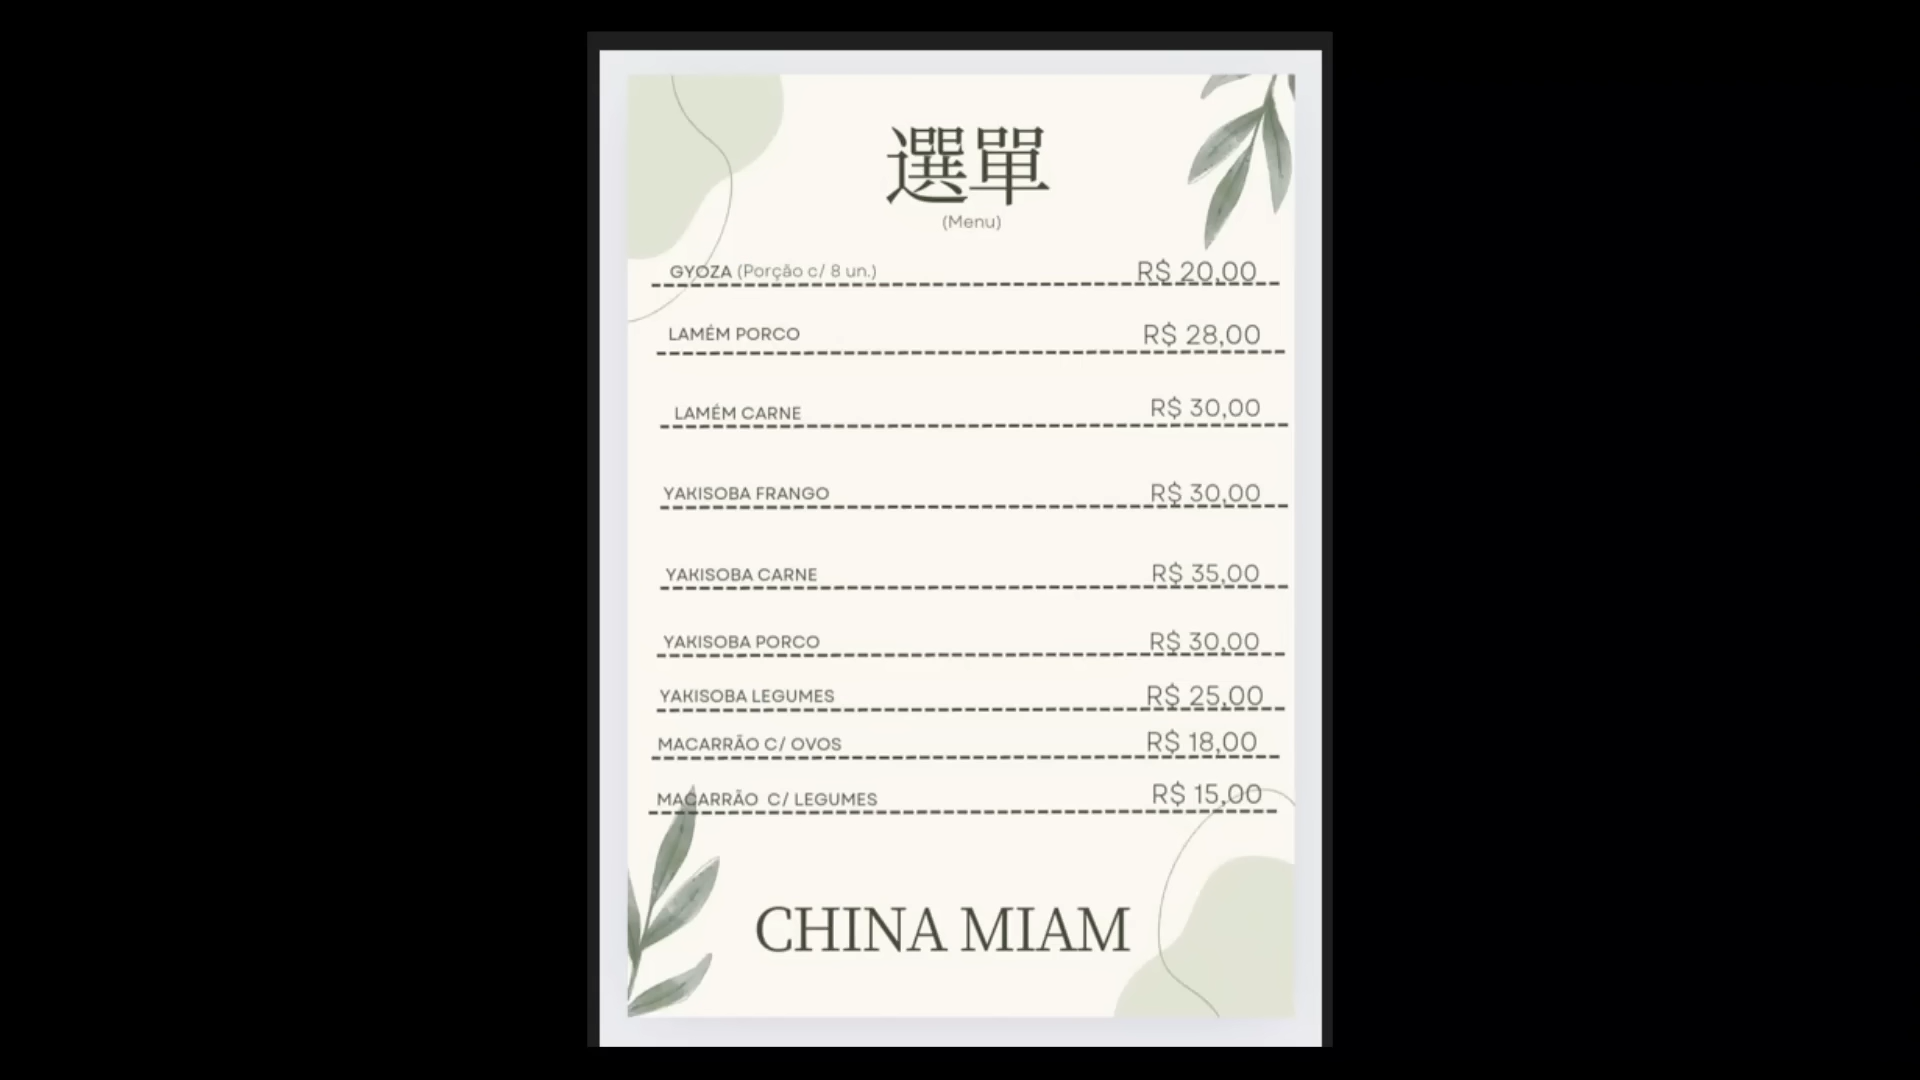 選單
(Menu)
GYOZA (Porção c/ 8 un.) R$ 20,00
LAMÉM PORCO R$ 28,00
LAMÉM CARNE R$ 30,00
YAKISOBA FRANGO R$ 30,00
YAKISOBA CARNE R$ 35,00
YAKISOBA PORCO R$ 30,00
YAKISOBA LEGUMES R$ 25,00
MACARRÃO C/ OVOS R$ 18,00
MACARRÃO C/ LEGUMES R$ 15,00
CHINA MIAM